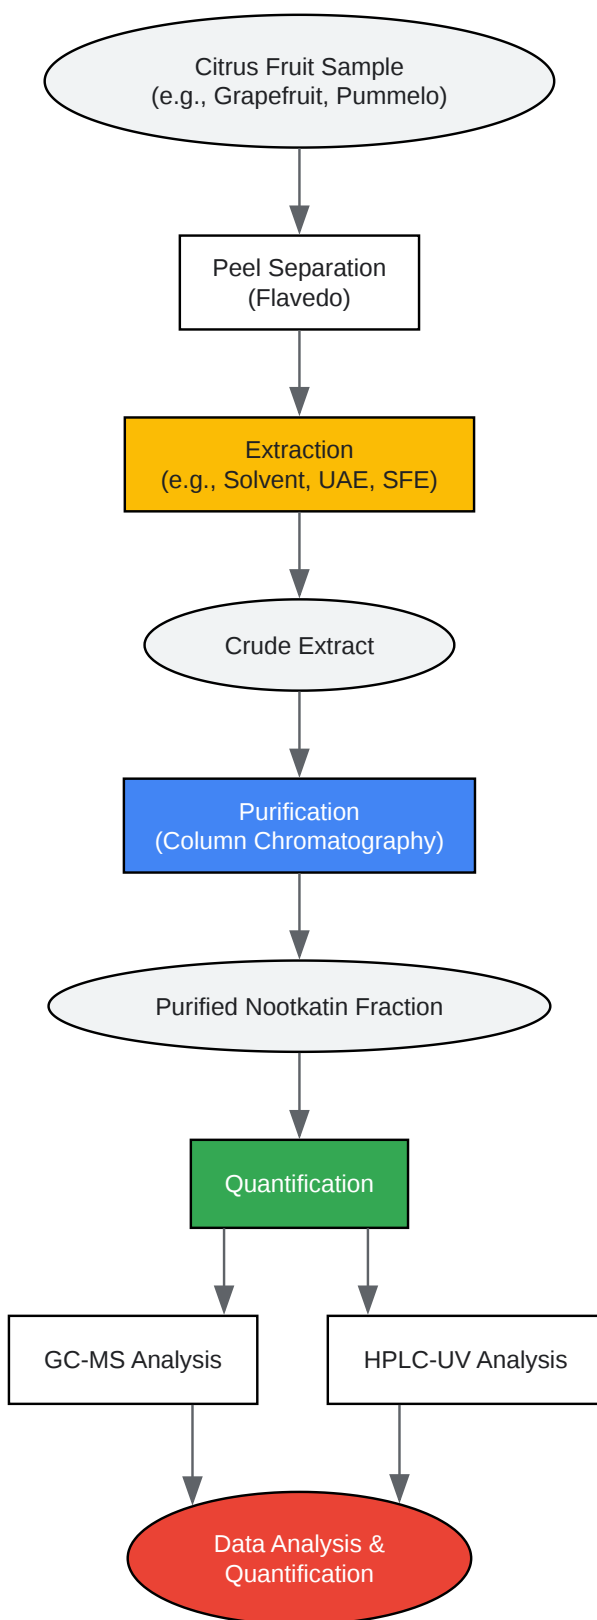 Citrus Fruit Sample
(e.g., Grapefruit, Pummelo)
Peel Separation
(Flavedo)
Extraction
(e.g., Solvent, UAE, SFE)
Crude Extract
Purification
(Column Chromatography)
Purified Nootkatin Fraction
Quantification
GC-MS Analysis
HPLC-UV Analysis
Data Analysis &
Quantification